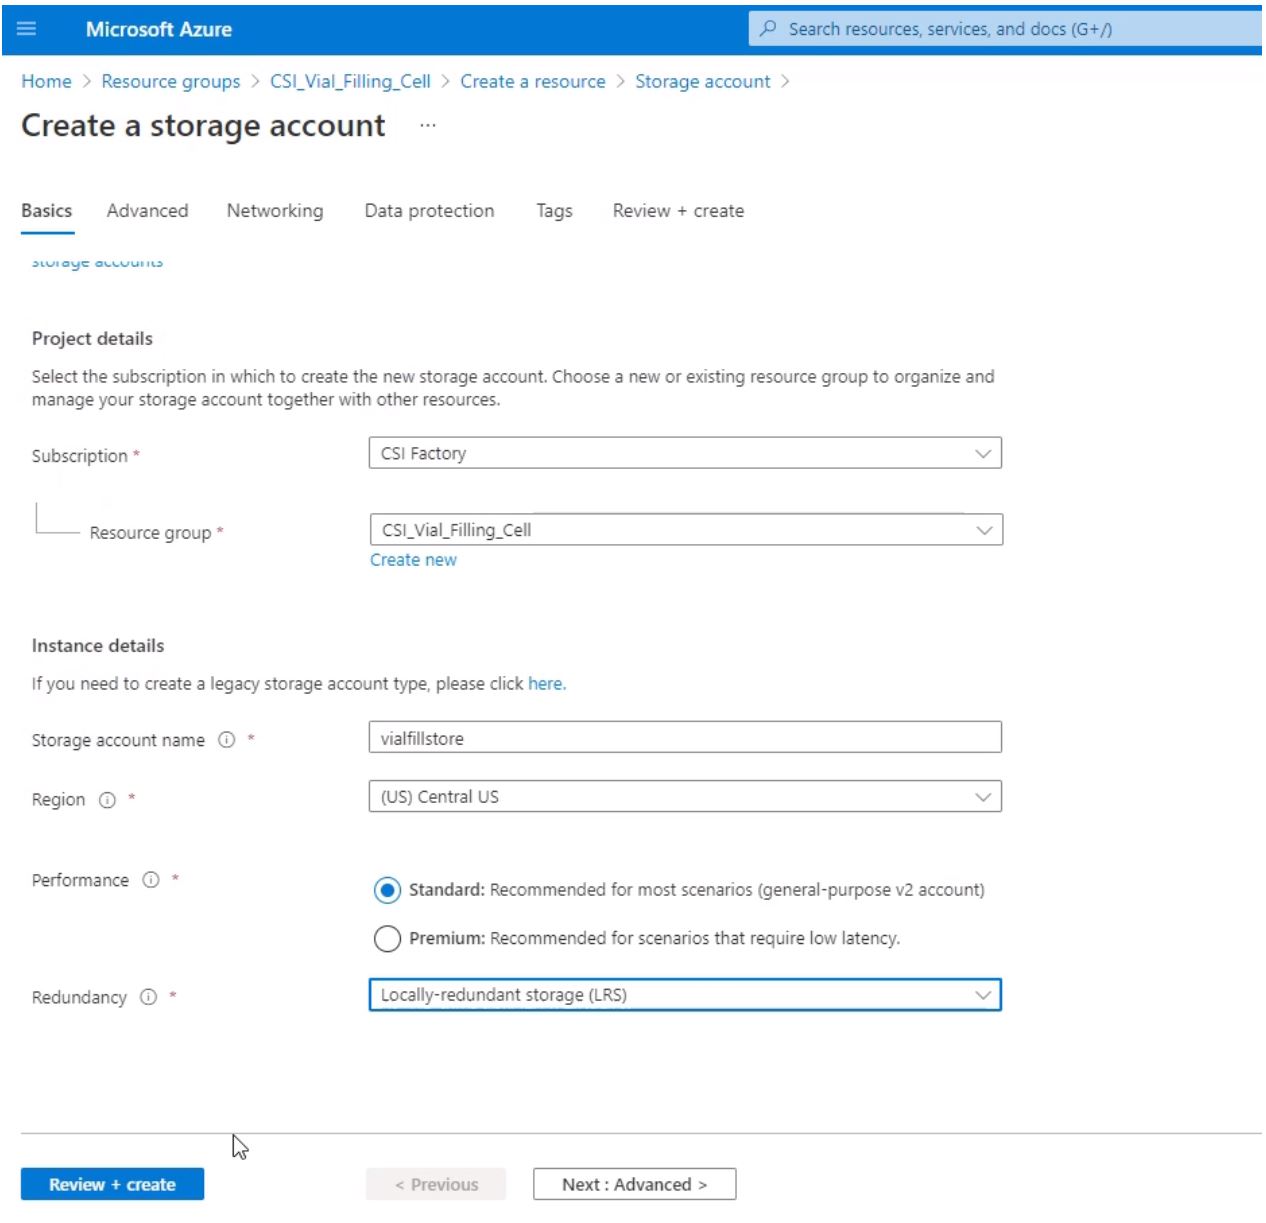 Microsoft Azure
Search resources, services, and docs (G+/)
Home > Resource groups > CSI_Vial_Filling_Cell > Create a resource > Storage account >
Create a storage account ...
Basics Advanced Networking Data protection Tags Review + create
storage accounts
Project details
Select the subscription in which to create the new storage account. Choose a new or existing resource group to organize and
manage your storage account together with other resources.
Subscription *
CSI Factory
Resource group *
CSI_Vial_Filling_Cell
Create new
Instance details
If you need to create a legacy storage account type, please click here.
Storage account name *
vialfillstore
Region *
(US) Central US
Performance *
Standard: Recommended for most scenarios (general-purpose v2 account)
Premium: Recommended for scenarios that require low latency.
Redundancy *
Locally-redundant storage (LRS)
Review + create
< Previous
Next : Advanced >